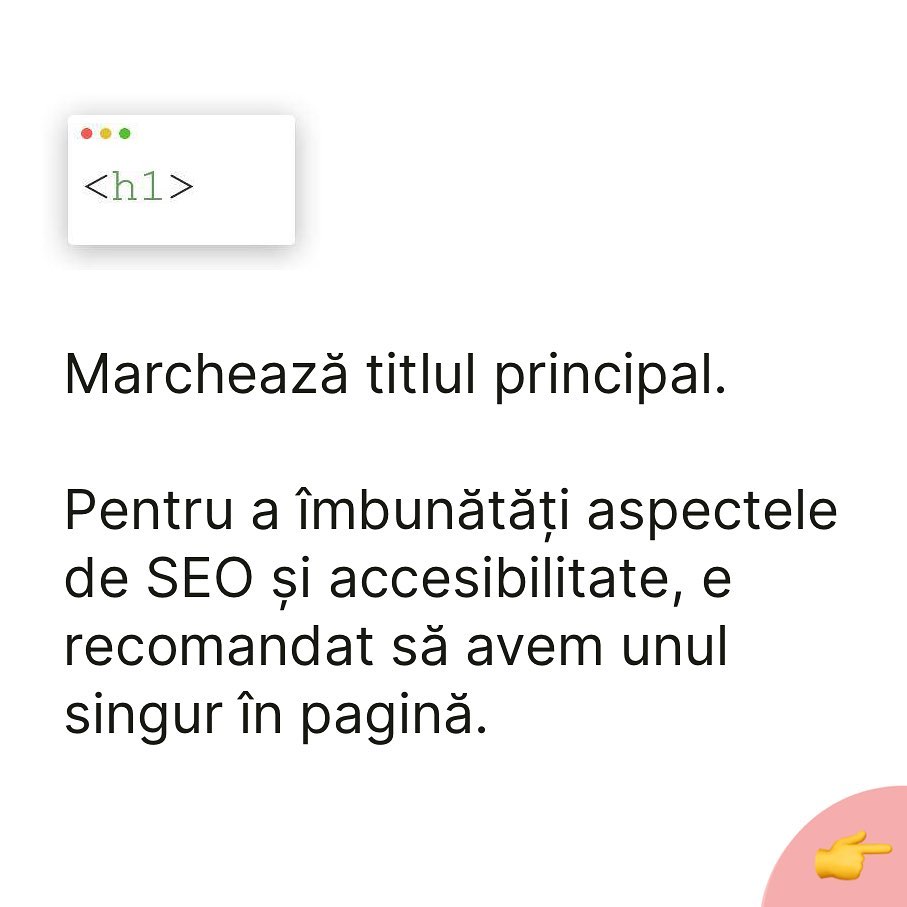 <h1>
Marchează titlul principal.
Pentru a îmbunătăți aspectele
de SEO și accesibilitate, e
recomandat să avem unul
singur în pagină.